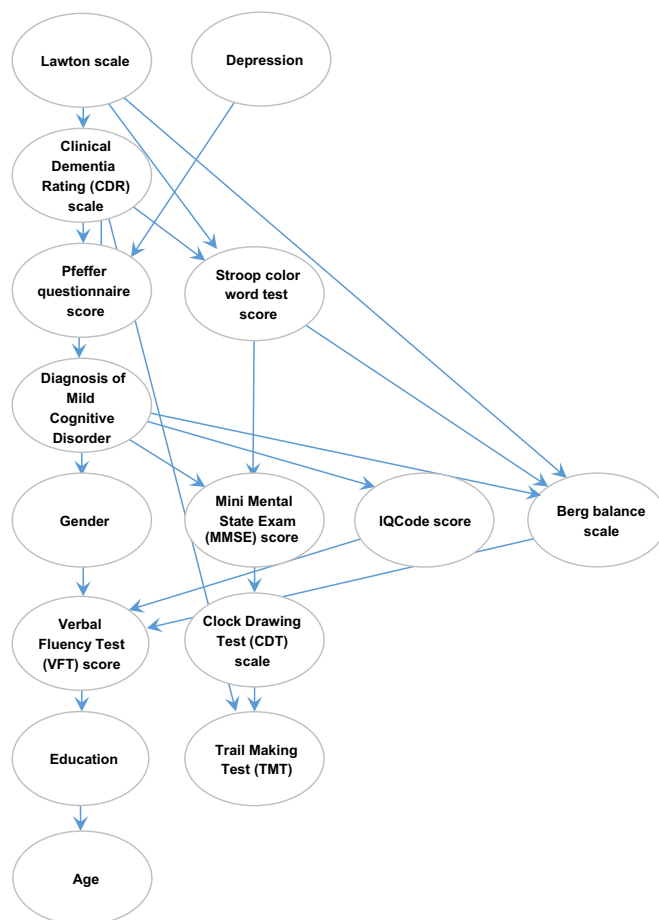 Lawton scale
Depression
Clinical
Dementia
Rating (CDR)
scale
Pfeffer
questionnaire
score
Stroop color
word test
score
Diagnosis of
Mild
Cognitive
Disorder
Gender
Mini Mental
State Exam
(MMSE) score
IQCode score
Berg balance
scale
Verbal
Fluency Test
(VFT) score
Clock Drawing
Test (CDT)
scale
Education
Trail Making
Test (TMT)
Age